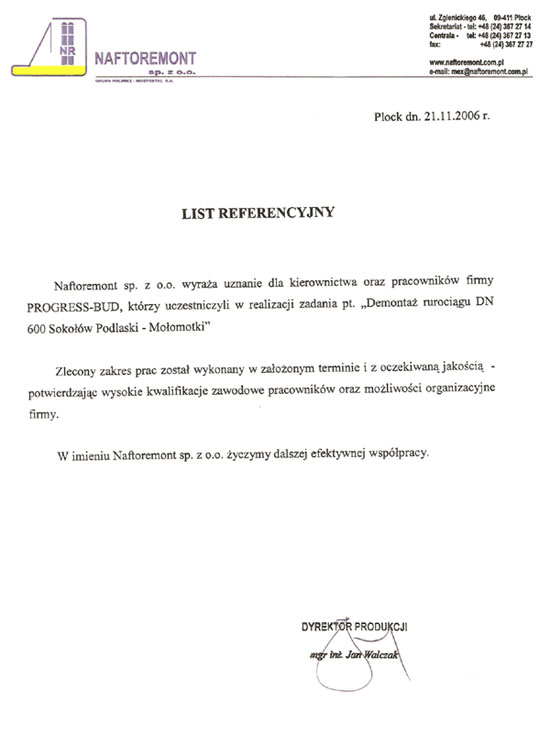 ul. Zglenickiego 46, 09-411 Płock
Sekretariat - tel: +48 (24) 367 27 14
Centrala - tel: +48 (24) 367 27 13
fax: +48 (24) 367 27 27
www.naftoremont.com.pl
e-mail: mex@naftoremont.com.pl
NR
NAFTOREMONT
sp. z o.o.
GRUPA POLIMEX - MOSTOSTAL S.A.
Płock dn. 21.11.2006 r.
LIST REFERENCYJNY
Naftoremont sp. z o.o. wyraża uznanie dla kierownictwa oraz pracowników firmy
PROGRESS-BUD, którzy uczestniczyli w realizacji zadania pt. „Demontaż rurociągu DN
600 Sokołów Podlaski - Mołomotki”
Zlecony zakres prac został wykonany w założonym terminie i z oczekiwaną jakością -
potwierdzając wysokie kwalifikacje zawodowe pracowników oraz możliwości organizacyjne
firmy.
W imieniu Naftoremont sp. z o.o. życzymy dalszej efektywnej współpracy.
DYREKTOR PRODUKCJI
mgr inż. Jan Walczak